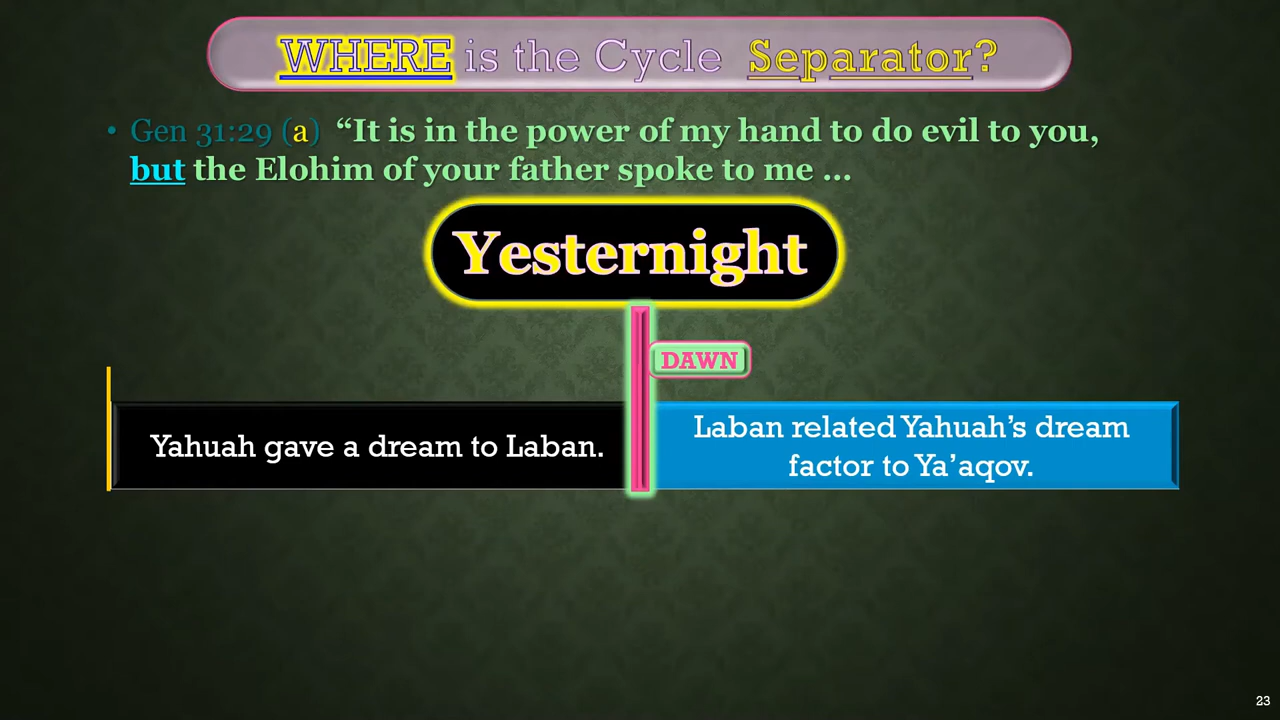 WHERE is the Cycle Separator?
• Gen 31:29 (a) “It is in the power of my hand to do evil to you,
but the Elohim of your father spoke to me ...
Yesternight
DAWN
Yahuah gave a dream to Laban.
Laban related Yahuah’s dream
factor to Ya’aqov.
23